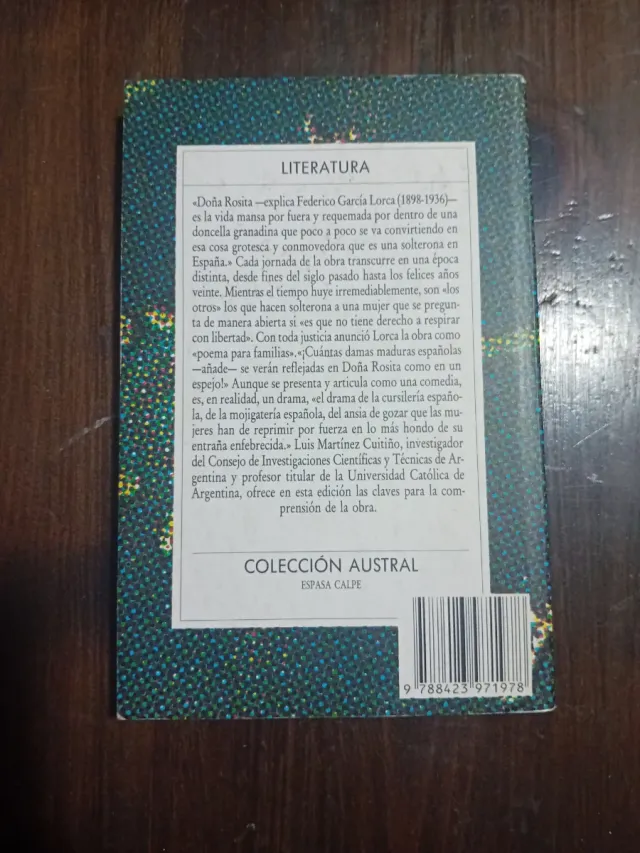 LITERATURA
«Doña Rosita —explica Federico García Lorca (1898-1936)—
es la vida mansa por fuera y requemada por dentro de una
doncella granadina que poco a poco se va convirtiendo en
esa cosa grotesca y conmovedora que es una solterona en
España.» Cada jornada de la obra transcurre en una época
distinta, desde fines del siglo pasado hasta los felices años
veinte. Mientras el tiempo huye irremediablemente, son «los
otros» los que hacen solterona a una mujer que se pregun-
ta de manera abierta si «es que no tiene derecho a respirar
con libertad». Con toda justicia anunció Lorca la obra como
«poema para familias».«¡Cuántas damas maduras españolas
—añade— se verán reflejadas en Doña Rosita como en un
espejo!» Aunque se presenta y articula como una comedia,
es, en realidad, un drama, «el drama de la cursilería españo-
la, de la mojigatería española, del ansia de gozar que las mu-
jeres han de reprimir por fuerza en lo más hondo de su
entraña enfebrecida.» Luis Martínez Cuitiño, investigador
del Consejo de Investigaciones Científicas y Técnicas de Ar-
gentina y profesor titular de la Universidad Católica de
Argentina, ofrece en esta edición las claves para la com-
prensión de la obra.
COLECCIÓN AUSTRAL
ESPASA CALPE
9 788423 971978